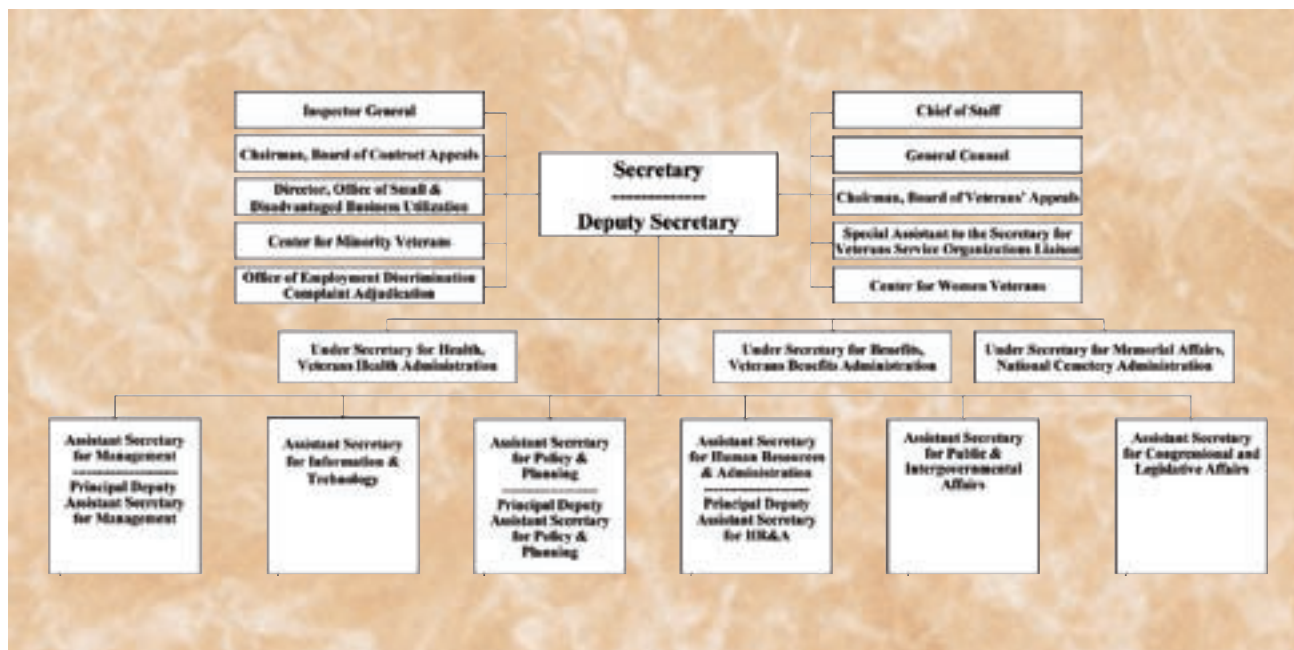 Inspector General
Chairman, Board of Contract Appeals
Director, Office of Small &
Disadvantaged Business Utilization
Center for Minority Veterans
Office of Employment Discrimination
Complaint Adjudication
Secretary
-------------
Deputy Secretary
Chief of Staff
General Counsel
Chairman, Board of Veterans' Appeals
Special Assistant to the Secretary for
Veterans Service Organizations Liaison
Center for Women Veterans
Under Secretary for Health,
Veterans Health Administration
Under Secretary for Benefits,
Veterans Benefits Administration
Under Secretary for Memorial Affairs,
National Cemetery Administration
Assistant Secretary
for Management
Principal Deputy
Assistant Secretary
for Management
Assistant Secretary
for Information &
Technology
Assistant Secretary
for Policy &
Planning
Principal Deputy
Assistant Secretary
for Policy &
Planning
Assistant Secretary
for Human Resources
& Administration
Principal Deputy
Assistant Secretary
for HR&A
Assistant Secretary
for Public &
Intergovernmental
Affairs
Assistant Secretary
for Congressional and
Legislative Affairs